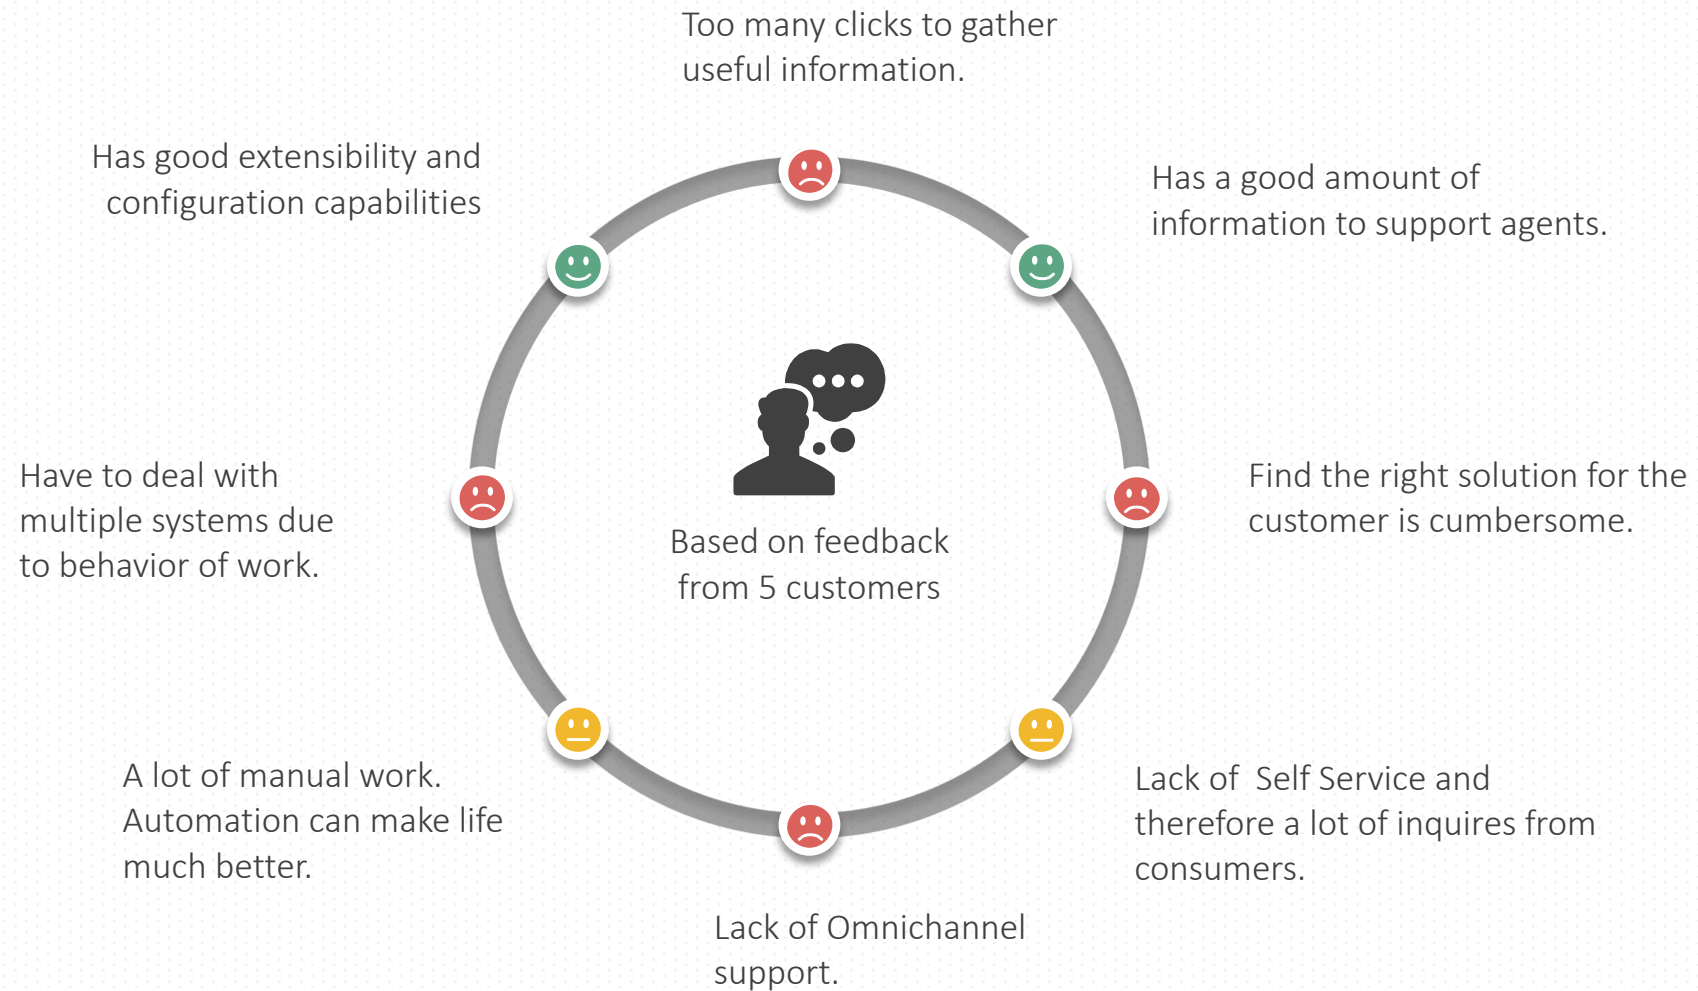 Too many clicks to gather
useful information.
Has good extensibility and
configuration capabilities
Has a good amount of
information to support agents.
Have to deal with
multiple systems due
to behavior of work.
Based on feedback
from 5 customers
Find the right solution for the
customer is cumbersome.
A lot of manual work.
Automation can make life
much better.
Lack of  Self Service and
therefore a lot of inquires from
consumers.
Lack of Omnichannel
support.